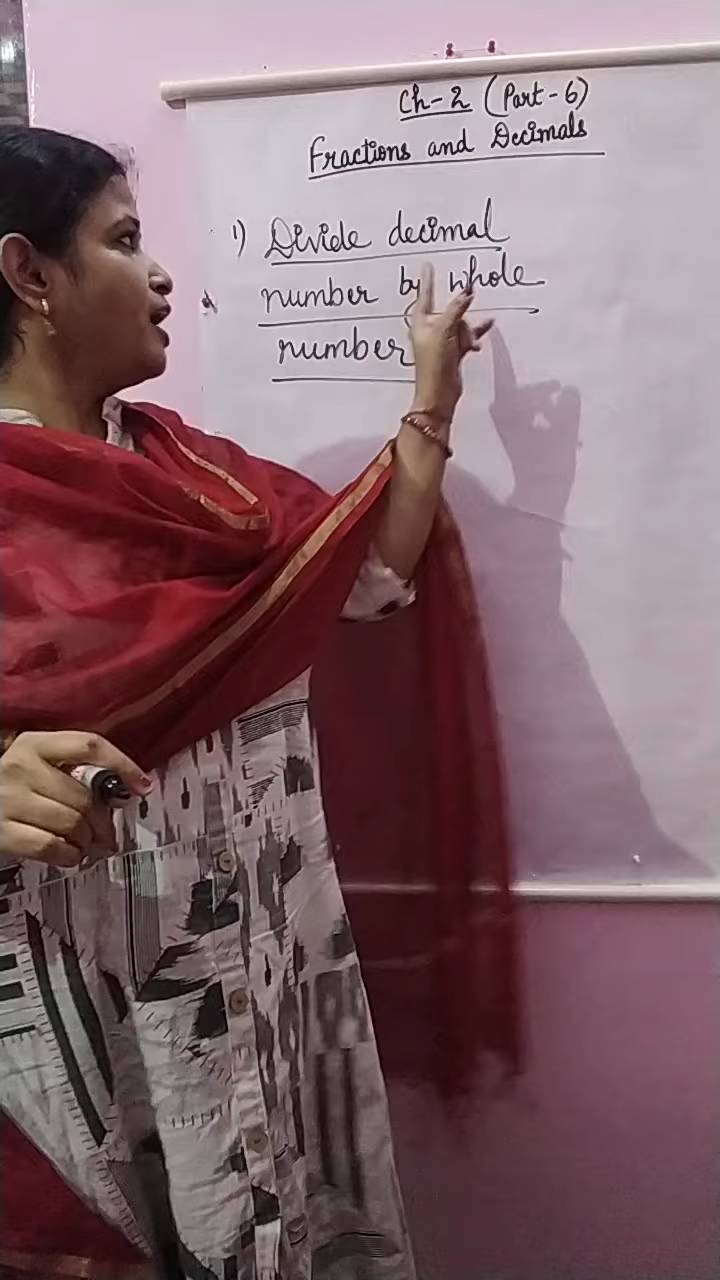 Ch-2 (Part-6)
Fractions and Decimals
1) Divide decimal
number by whole
number